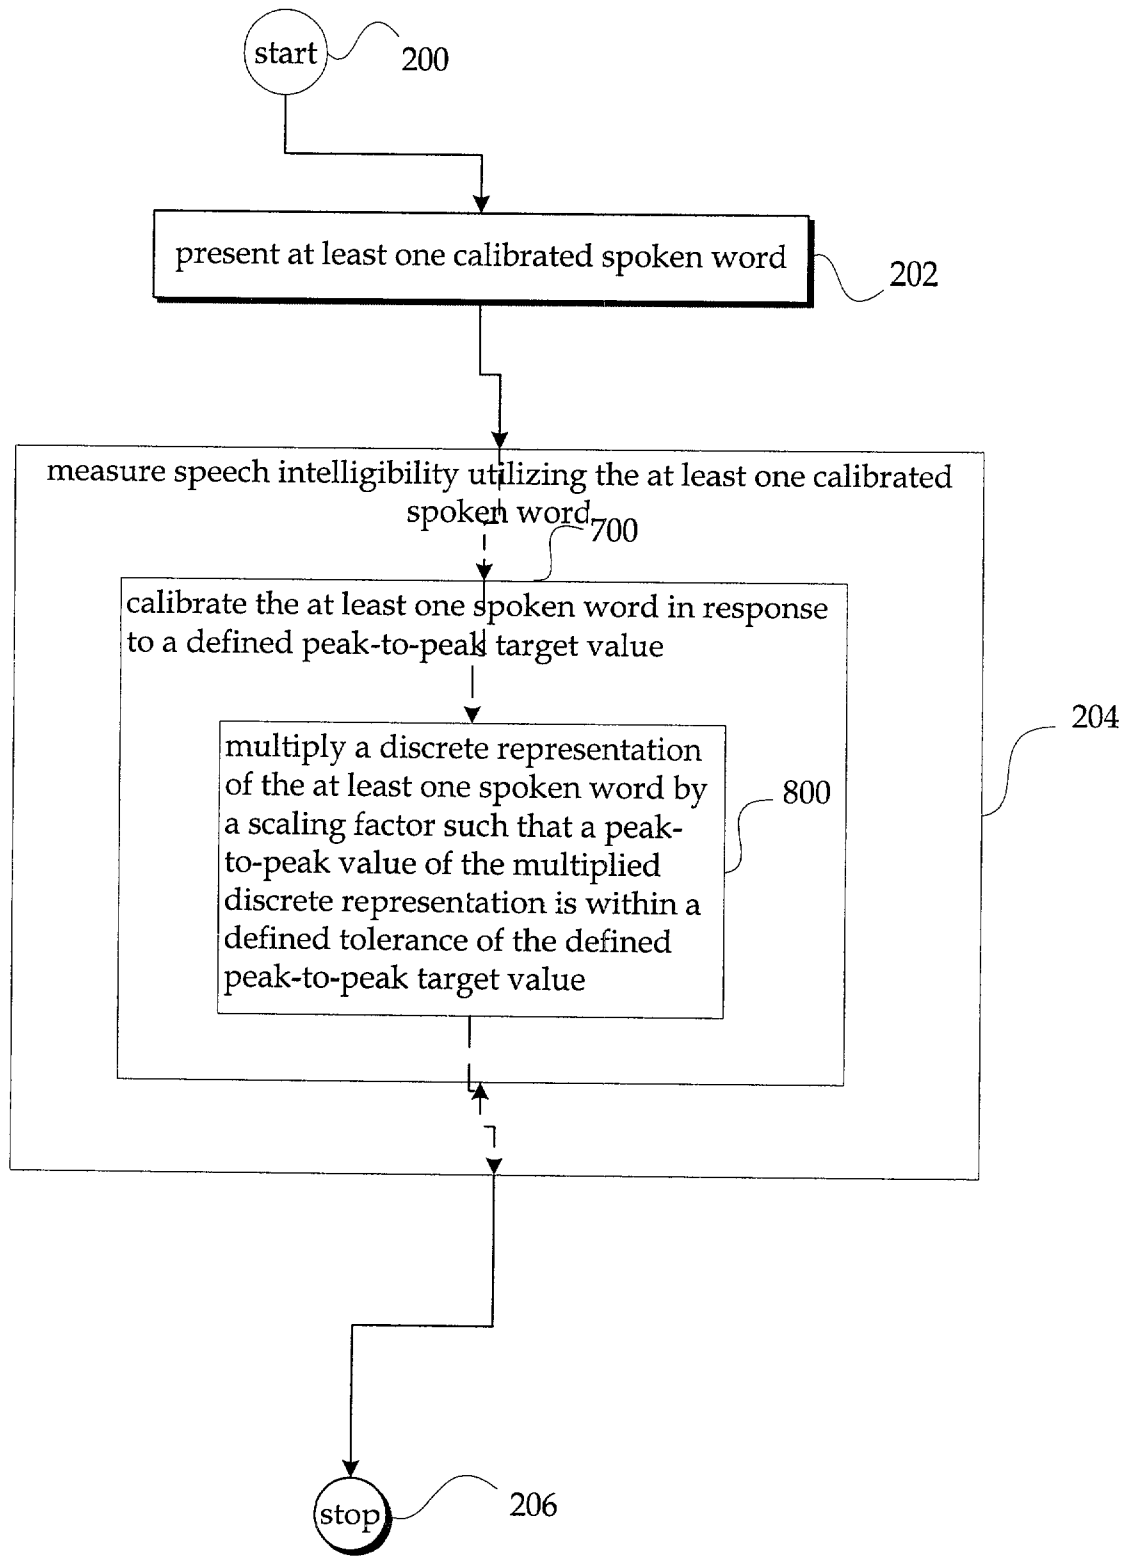 start
200
present at least one calibrated spoken word
202
measure speech intelligibility utilizing the at least one calibrated
spoken word
700
calibrate the at least one spoken word in response
to a defined peak-to-peak target value
204
multiply a discrete representation
of the at least one spoken word by
800
a scaling factor such that a peak-
to-peak value of the multiplied
discrete representation is within a
defined tolerance of the defined
peak-to-peak target value
stop
206